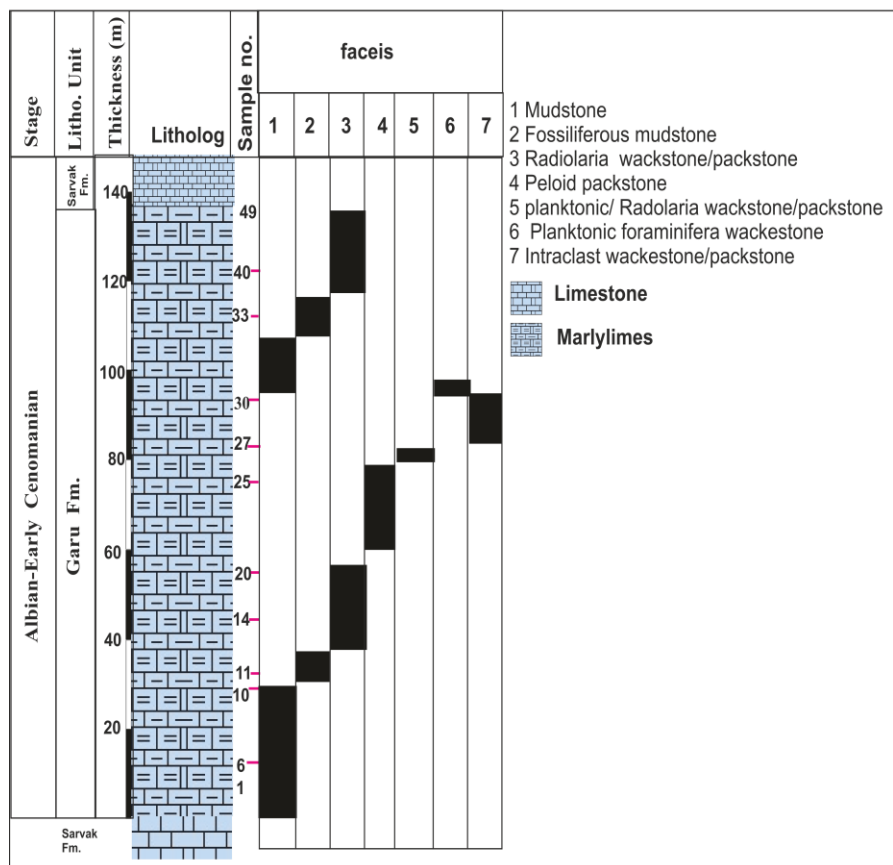 Stage
Litho. Unit
Thickness (m)
Litholog
Sample no.
faceis
1 2 3 4 5 6 7
Sarvak
Fm.
140
120
100
80
60
40
20
49
40
33
30
27
25
20
14
11
10
6
1
Albian-Early Cenomanian
Garu Fm.
Sarvak
Fm.
1 Mudstone
2 Fossiliferous mudstone
3 Radiolaria wackstone/packstone
4 Peloid packstone
5 planktonic/ Radolaria wackstone/packstone
6 Planktonic foraminifera wackestone
7 Intraclast wackestone/packstone
Limestone
Marlylimes